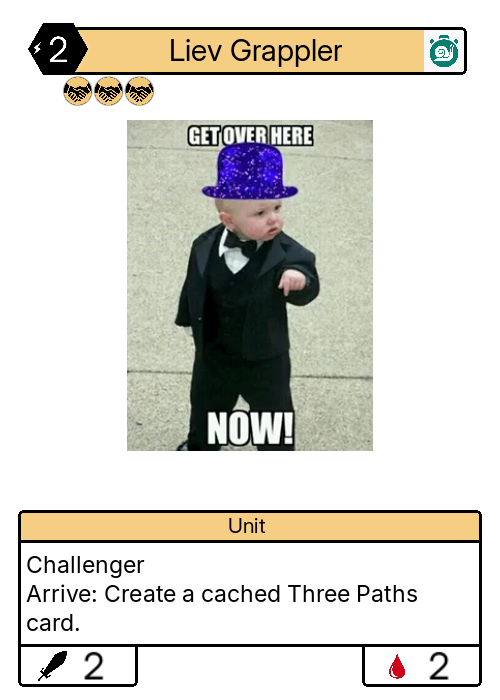 2
Liev Grappler
GET OVER HERE
NOW!
Unit
Challenger
Arrive: Create a cached Three Paths
card.
2
2